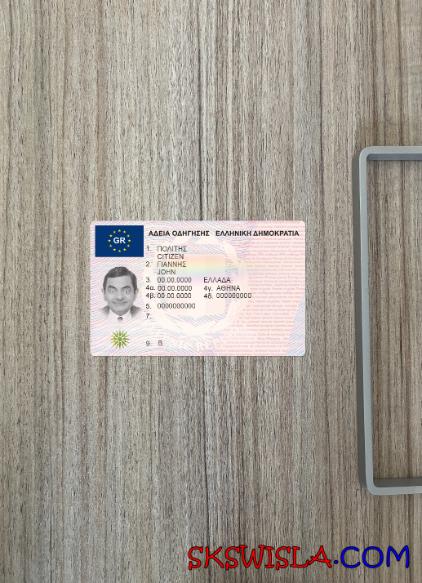 GR
ΑΔΕΙΑ ΟΔΗΓΗΣΗΣ ΕΛΛΗΝΙΚΗ ΔΗΜΟΚΡΑΤΙΑ
1. ΠΟΛΙΤΗΣ
CITIZEN
2. ΓΙΑΝΝΗΣ
JOHN
3. 00.00.0000 ΕΛΛΑΔΑ
4α. 00.00.0000 4γ. ΑΘΗΝΑ
4β. 00.00.0000 4δ. 000000000
5. 0000000000
7.
9. B
SKSWISLA.COM